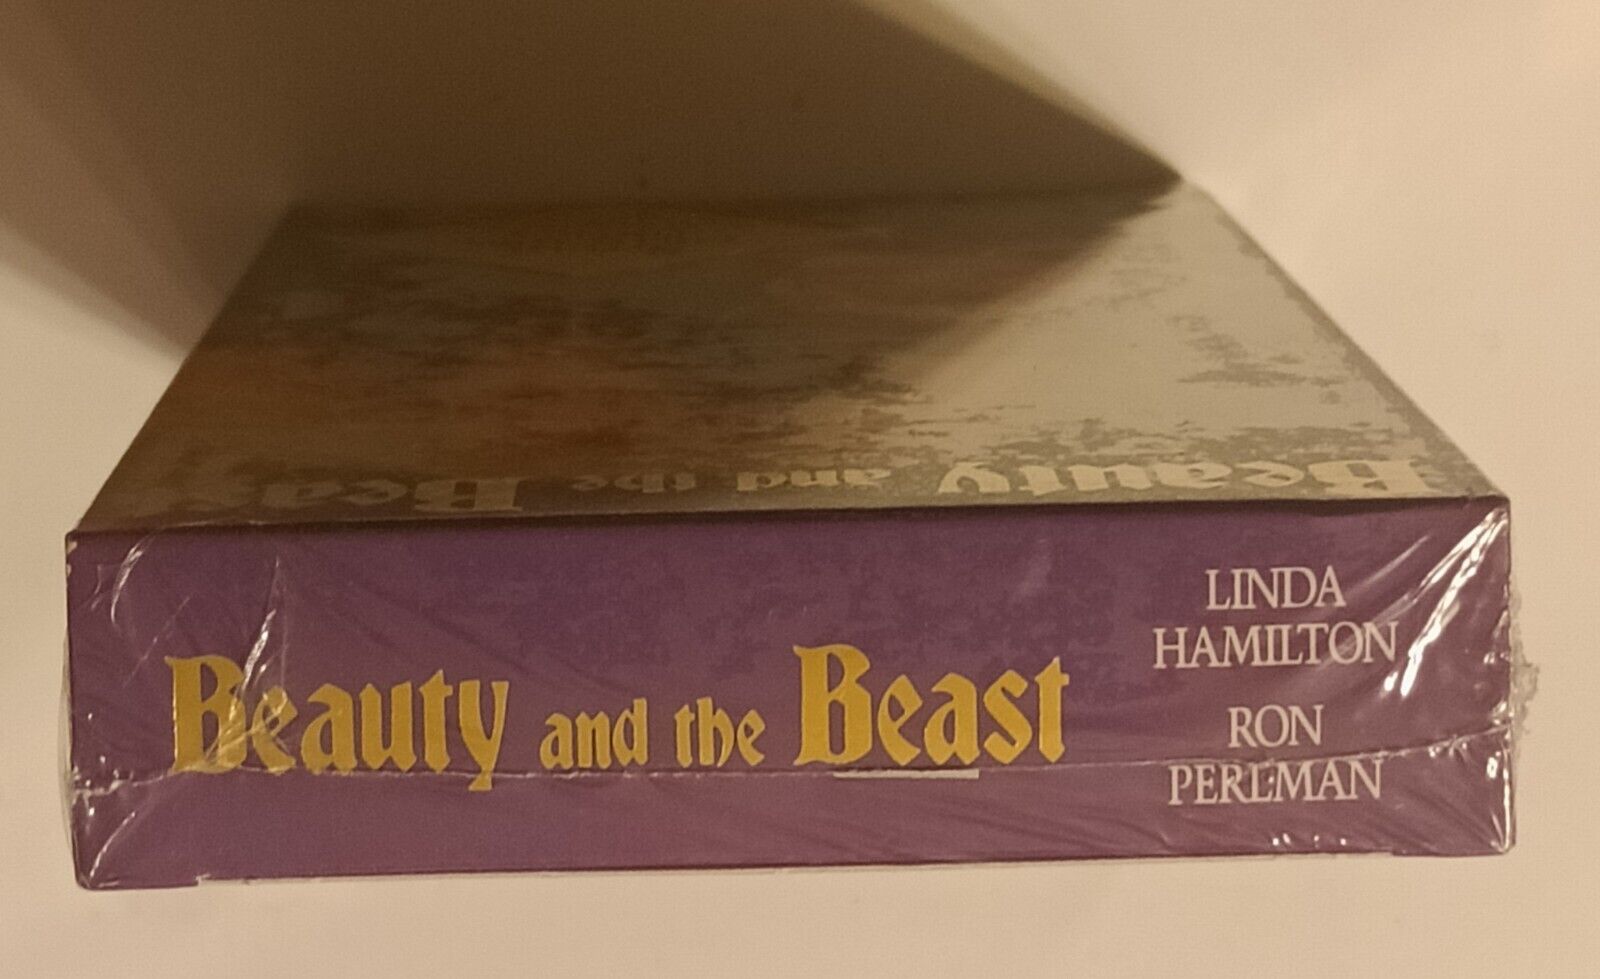 Beauty and the Beast
Beauty and the Beast
LINDA
HAMILTON
RON
PERLMAN